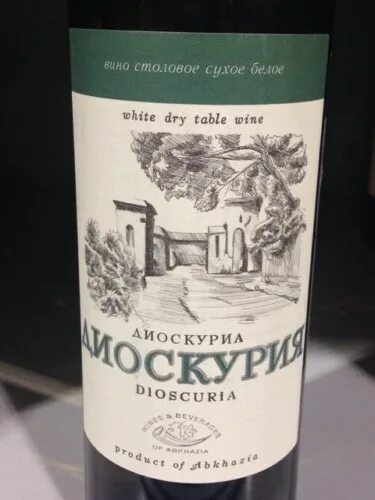 вино столовое сухое белое
white dry table wine
ДИОСКУРИА
ДИОСКУРИЯ
DIOSCURIA
WINES & BEVERAGES
OF ABKHAZIA
product of Abkhazia